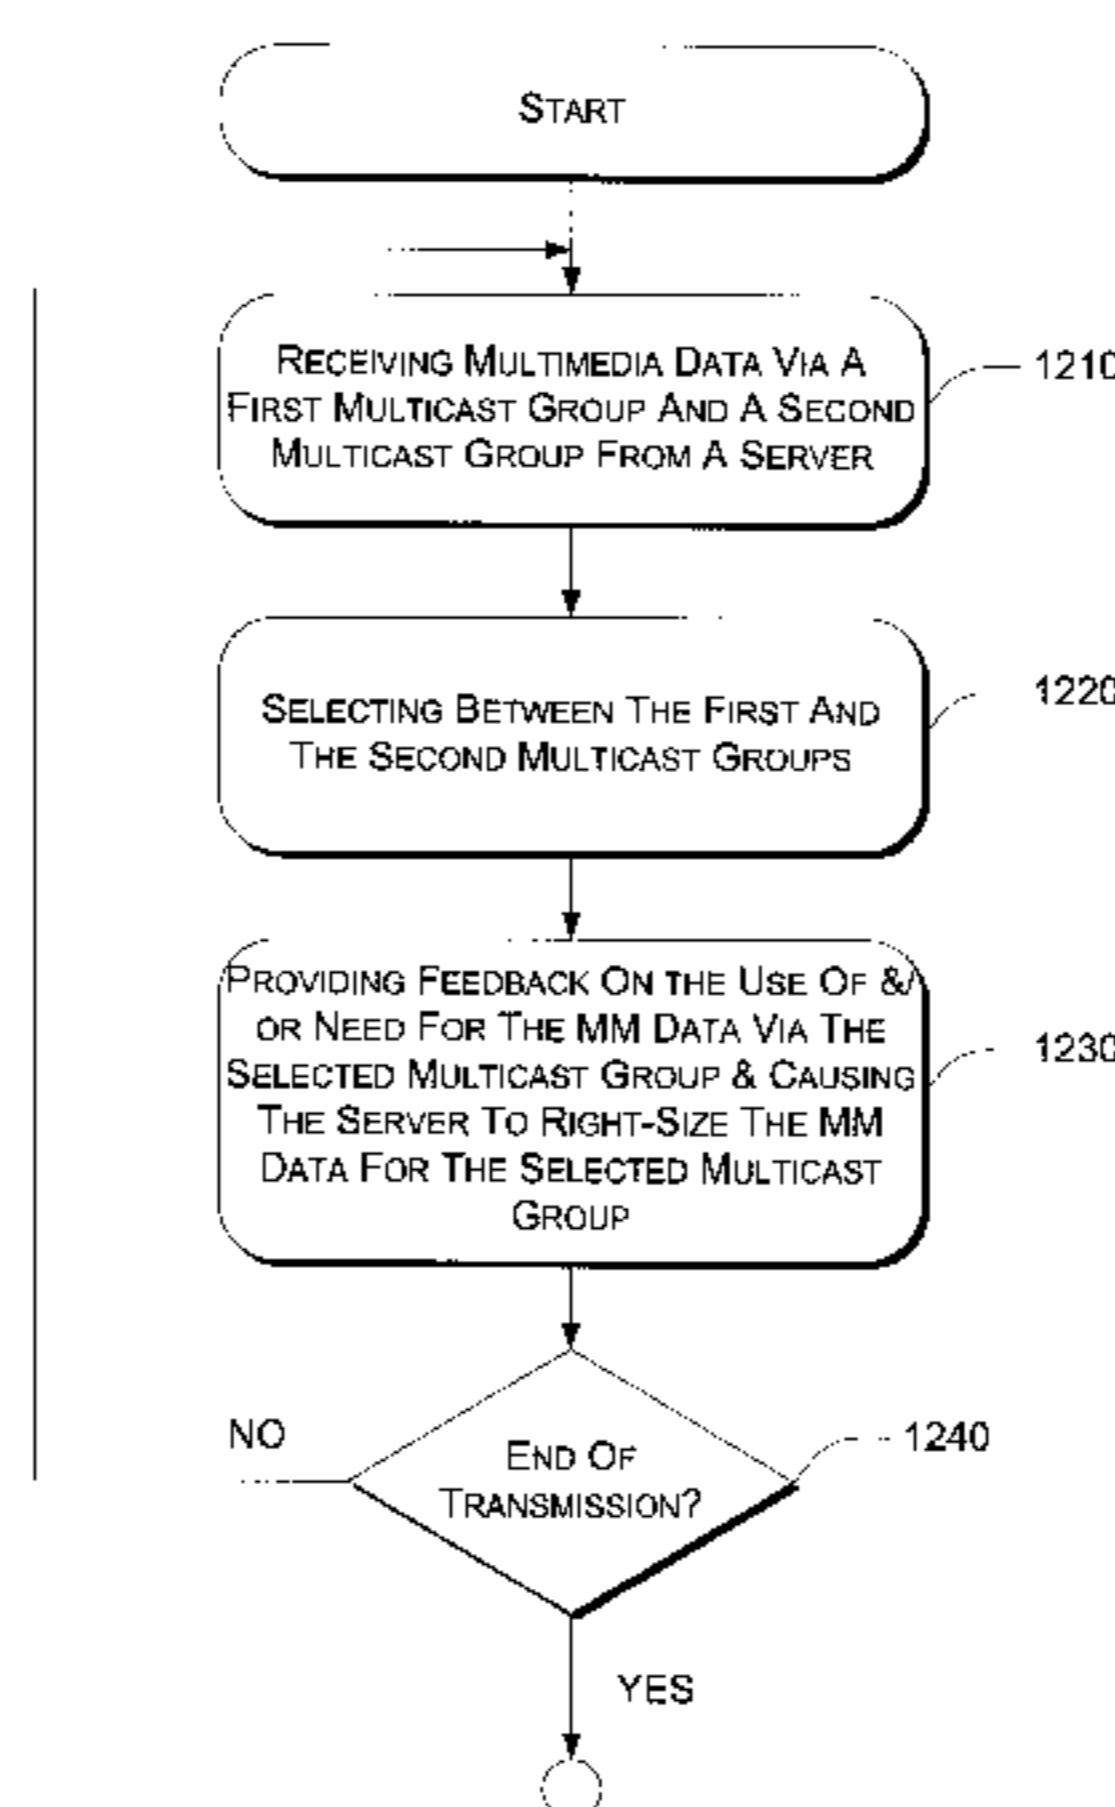 START
RECEIVING MULTIMEDIA DATA VIA A
FIRST MULTICAST GROUP AND A SECOND
MULTICAST GROUP FROM A SERVER
1210
SELECTING BETWEEN THE FIRST AND
THE SECOND MULTICAST GROUPS
1220
PROVIDING FEEDBACK ON THE USE OF &/
OR NEED FOR THE MM DATA VIA THE
SELECTED MULTICAST GROUP & CAUSING
THE SERVER TO RIGHT-SIZE THE MM
DATA FOR THE SELECTED MULTICAST
GROUP
1230
NO
END OF
TRANSMISSION?
1240
YES